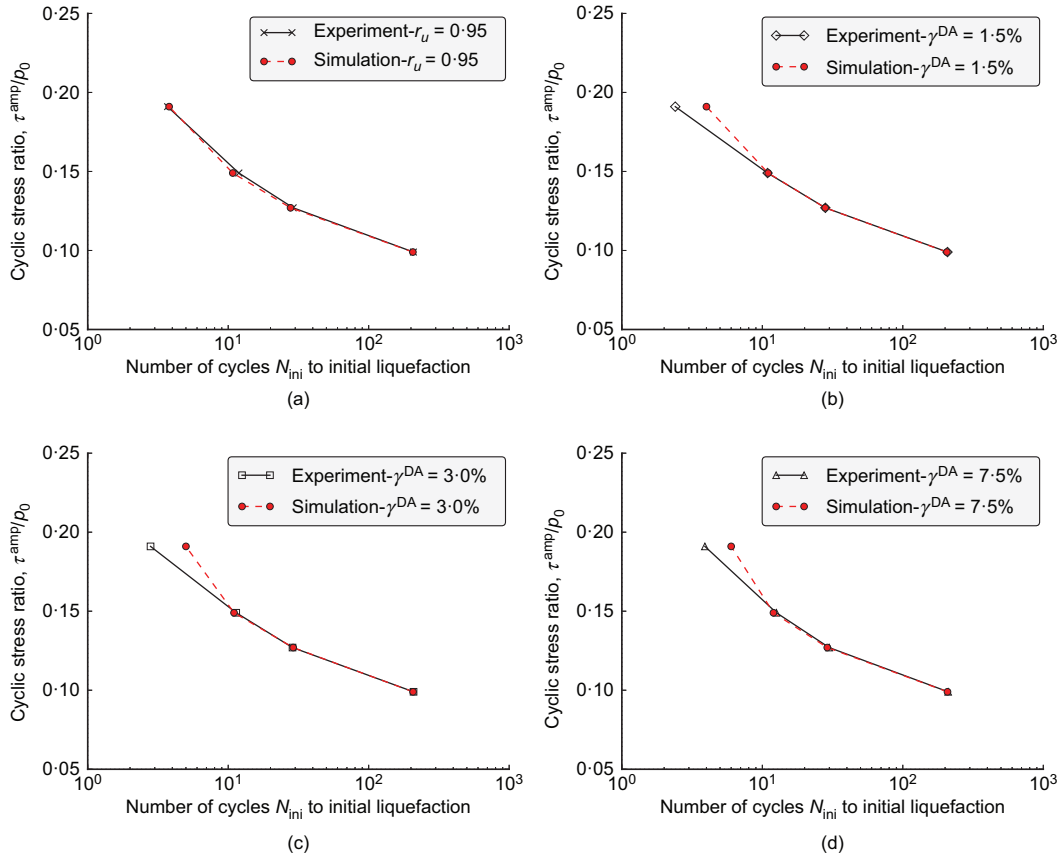 0·25
Experiment-r_u = 0·95
Simulation-r_u = 0·95
0·20
0·15
0·10
0·05
Cyclic stress ratio, τ^amp/p_0
10^0
10^1
10^2
10^3
Number of cycles N_ini to initial liquefaction
(a)
0·25
Experiment-γ^DA = 1·5%
Simulation-γ^DA = 1·5%
0·20
0·15
0·10
0·05
Cyclic stress ratio, τ^amp/p_0
10^0
10^1
10^2
10^3
Number of cycles N_ini to initial liquefaction
(b)
0·25
Experiment-γ^DA = 3·0%
Simulation-γ^DA = 3·0%
0·20
0·15
0·10
0·05
Cyclic stress ratio, τ^amp/p_0
10^0
10^1
10^2
10^3
Number of cycles N_ini to initial liquefaction
(c)
0·25
Experiment-γ^DA = 7·5%
Simulation-γ^DA = 7·5%
0·20
0·15
0·10
0·05
Cyclic stress ratio, τ^amp/p_0
10^0
10^1
10^2
10^3
Number of cycles N_ini to initial liquefaction
(d)